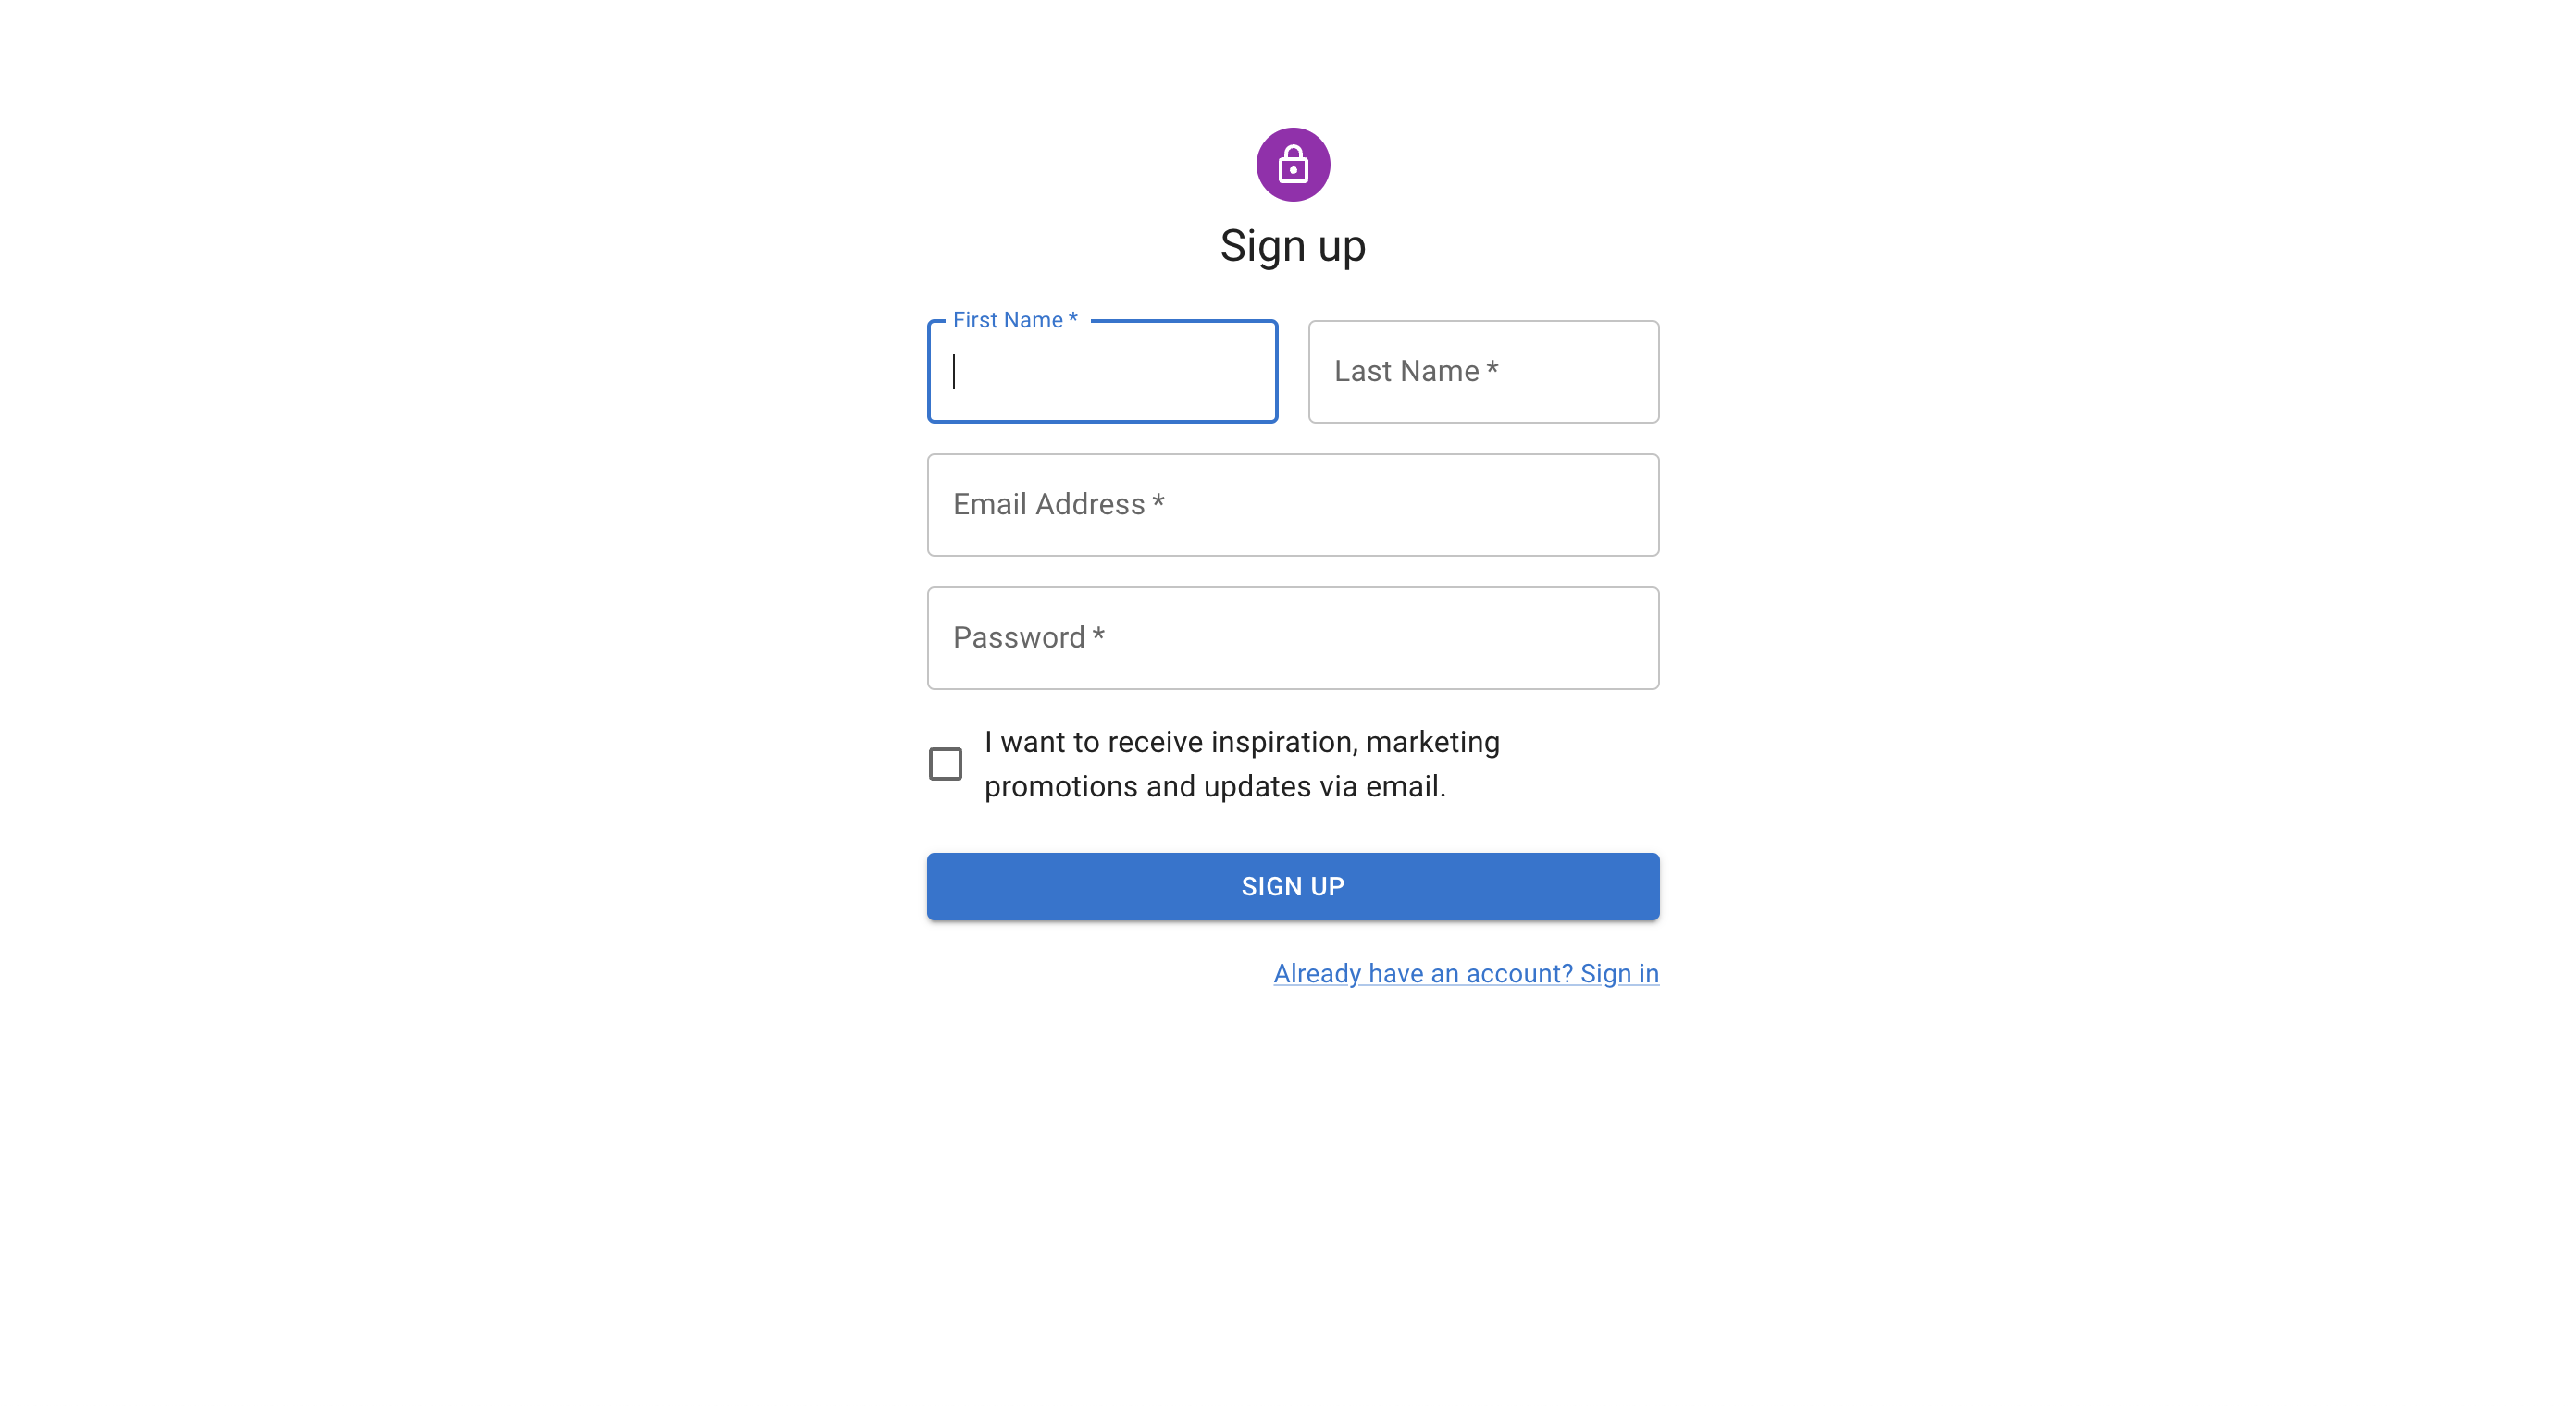 Sign up
First Name *
Last Name *
Email Address *
Password *
I want to receive inspiration, marketing
promotions and updates via email.
SIGN UP
Already have an account? Sign in